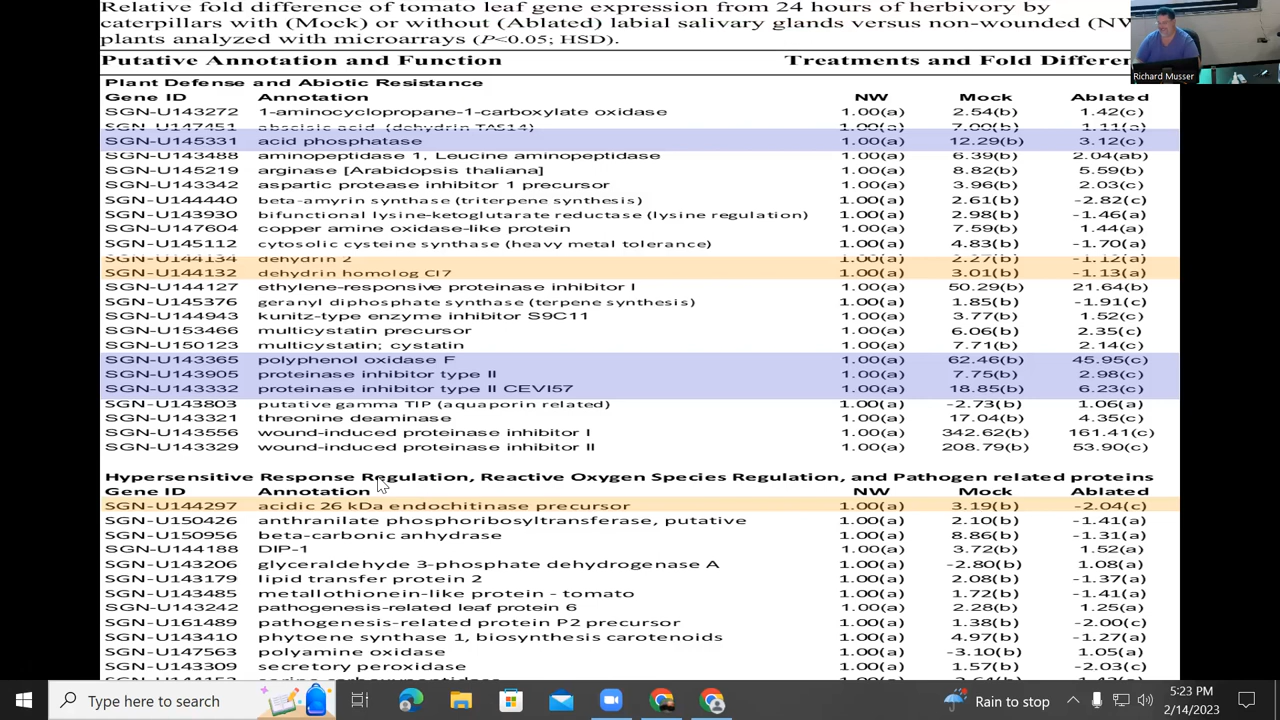 Relative fold difference of tomato leaf gene expression from 24 hours of herbivory by
caterpillars with (Mock) or without (Ablated) labial salivary glands versus non-wounded (NW
plants analyzed with microarrays (P<0.05; HSD).
Putative Annotation and Function Treatments and Fold Differen
Plant Defense and Abiotic Resistance
Gene ID Annotation NW Mock Ablated
SGN-U143272 1-aminocyclopropane-1-carboxylate oxidase 1.00(a) 2.54(b) 1.42(c)
SGN-U147451 abscisic acid (dehydrin TAS14) 1.00(a) 7.00(b) 1.11(a)
SGN-U145331 acid phosphatase 1.00(a) 12.29(b) 3.12(c)
SGN-U143488 aminopeptidase 1, Leucine aminopeptidase 1.00(a) 6.39(b) 2.04(ab)
SGN-U145219 arginase [Arabidopsis thaliana] 1.00(a) 8.82(b) 5.59(b)
SGN-U143342 aspartic protease inhibitor 1 precursor 1.00(a) 3.96(b) 2.03(c)
SGN-U144440 beta-amyrin synthase (triterpene synthesis) 1.00(a) 2.61(b) -2.82(c)
SGN-U143930 bifunctional lysine-ketoglutarate reductase (lysine regulation) 1.00(a) 2.98(b) -1.46(a)
SGN-U147604 copper amine oxidase-like protein 1.00(a) 7.59(b) 1.44(a)
SGN-U145112 cytosolic cysteine synthase (heavy metal tolerance) 1.00(a) 4.83(b) -1.70(a)
SGN-U144134 dehydrin 2 1.00(a) 2.27(b) -1.12(a)
SGN-U144132 dehydrin homolog CI7 1.00(a) 3.01(b) -1.13(a)
SGN-U144127 ethylene-responsive proteinase inhibitor I 1.00(a) 50.29(b) 21.64(b)
SGN-U145376 geranyl diphosphate synthase (terpene synthesis) 1.00(a) 1.85(b) -1.91(c)
SGN-U144943 kunitz-type enzyme inhibitor S9C11 1.00(a) 3.77(b) 1.52(c)
SGN-U153466 multicystatin precursor 1.00(a) 6.06(b) 2.35(c)
SGN-U150123 multicystatin; cystatin 1.00(a) 7.71(b) 2.14(c)
SGN-U143365 polyphenol oxidase F 1.00(a) 62.46(b) 45.95(c)
SGN-U143905 proteinase inhibitor type II 1.00(a) 7.75(b) 2.98(c)
SGN-U143332 proteinase inhibitor type II CEVI57 1.00(a) 18.85(b) 6.23(c)
SGN-U143803 putative gamma TIP (aquaporin related) 1.00(a) -2.73(b) 1.06(a)
SGN-U143321 threonine deaminase 1.00(a) 17.04(b) 4.35(c)
SGN-U143556 wound-induced proteinase inhibitor I 1.00(a) 342.62(b) 161.41(c)
SGN-U143329 wound-induced proteinase inhibitor II 1.00(a) 208.79(b) 53.90(c)
Hypersensitive Response Regulation, Reactive Oxygen Species Regulation, and Pathogen related proteins
Gene ID Annotation NW Mock Ablated
SGN-U144297 acidic 26 kDa endochitinase precursor 1.00(a) 3.19(b) -2.04(c)
SGN-U150426 anthranilate phosphoribosyltransferase, putative 1.00(a) 2.10(b) -1.41(a)
SGN-U150956 beta-carbonic anhydrase 1.00(a) 8.86(b) -1.31(a)
SGN-U144188 DIP-1 1.00(a) 3.72(b) 1.52(a)
SGN-U143206 glyceraldehyde 3-phosphate dehydrogenase A 1.00(a) -2.80(b) 1.08(a)
SGN-U143179 lipid transfer protein 2 1.00(a) 2.08(b) -1.37(a)
SGN-U143485 metallothionein-like protein - tomato 1.00(a) 1.72(b) -1.41(a)
SGN-U143242 pathogenesis-related leaf protein 6 1.00(a) 2.28(b) 1.25(a)
SGN-U161489 pathogenesis-related protein P2 precursor 1.00(a) 1.38(b) -2.00(c)
SGN-U143410 phytoene synthase 1, biosynthesis carotenoids 1.00(a) 4.97(b) -1.27(a)
SGN-U147563 polyamine oxidase 1.00(a) -3.10(b) 1.05(a)
SGN-U143309 secretory peroxidase 1.00(a) 1.57(b) -2.03(c)
Richard Musser
Type here to search
Rain to stop
5:23 PM
2/14/2023